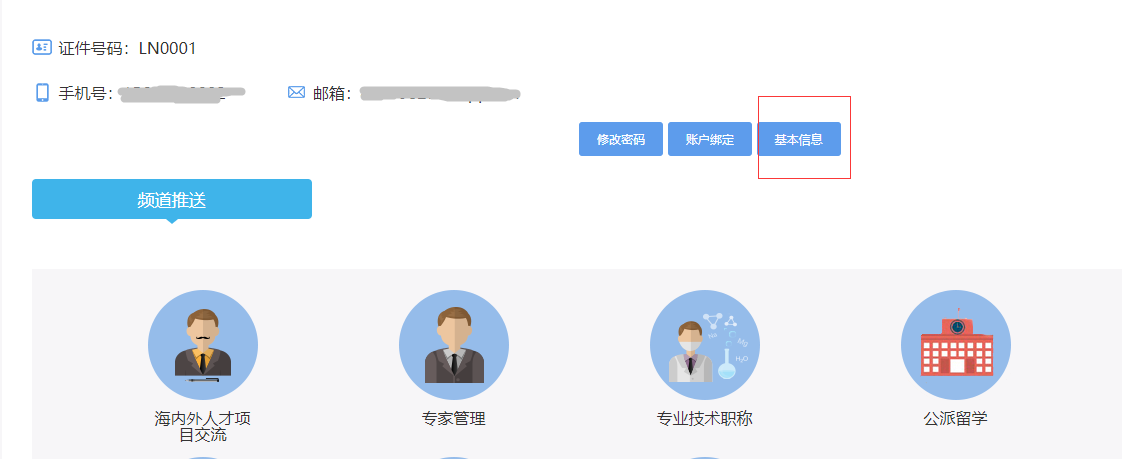 证件号码：LN0001
手机号： 邮箱：
修改密码 账户绑定 基本信息
频道推送
海内外人才项
目交流
专家管理
专业技术职称
公派留学
Mg
H₂O